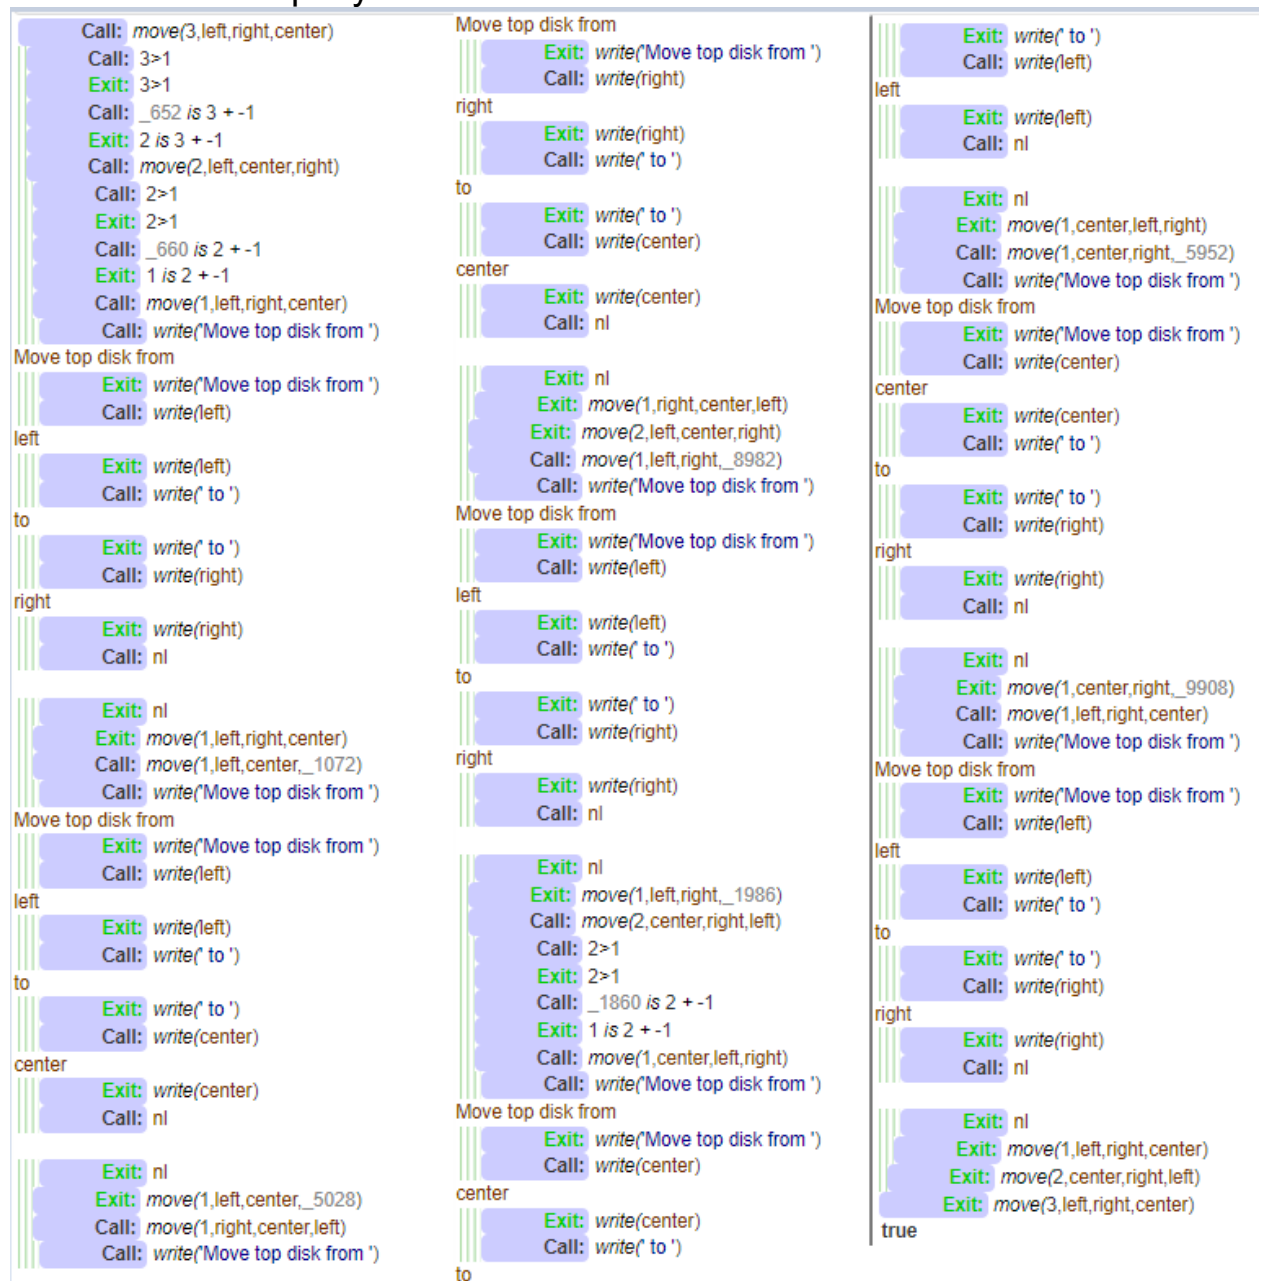 Call: move(3,left,right,center)
Call: 3>1
Exit: 3>1
Call: _652 is 3 + -1
Exit: 2 is 3 + -1
Call: move(2,left,center,right)
Call: 2>1
Exit: 2>1
Call: _660 is 2 + -1
Exit: 1 is 2 + -1
Call: move(1,left,right,center)
Call: write('Move top disk from ')
Move top disk from
Exit: write('Move top disk from ')
Call: write(left)
left
Exit: write(left)
Call: write(' to ')
to
Exit: write(' to ')
Call: write(right)
right
Exit: write(right)
Call: nl
Exit: nl
Exit: move(1,left,right,center)
Call: move(1,left,center,_1072)
Call: write('Move top disk from ')
Move top disk from
Exit: write('Move top disk from ')
Call: write(left)
left
Exit: write(left)
Call: write(' to ')
to
Exit: write(' to ')
Call: write(center)
center
Exit: write(center)
Call: nl
Exit: nl
Exit: move(1,left,center,_5028)
Call: move(1,right,center,left)
Call: write('Move top disk from ')
Move top disk from
Exit: write('Move top disk from ')
Call: write(right)
right
Exit: write(right)
Call: write(' to ')
to
Exit: write(' to ')
Call: write(center)
center
Exit: write(center)
Call: nl
Exit: nl
Exit: move(1,right,center,left)
Exit: move(2,left,center,right)
Call: move(1,left,right,_8982)
Call: write('Move top disk from ')
Move top disk from
Exit: write('Move top disk from ')
Call: write(left)
left
Exit: write(left)
Call: write(' to ')
to
Exit: write(' to ')
Call: write(right)
right
Exit: write(right)
Call: nl
Exit: nl
Exit: move(1,left,right,_1986)
Call: move(2,center,right,left)
Call: 2>1
Exit: 2>1
Call: _1860 is 2 + -1
Exit: 1 is 2 + -1
Call: move(1,center,left,right)
Call: write('Move top disk from ')
Move top disk from
Exit: write('Move top disk from ')
Call: write(center)
center
Exit: write(center)
Call: write(' to ')
to
Exit: write(' to ')
Call: write(left)
left
Exit: write(left)
Call: nl
Exit: nl
Exit: move(1,center,left,right)
Call: move(1,center,right,_5952)
Call: write('Move top disk from ')
Move top disk from
Exit: write('Move top disk from ')
Call: write(center)
center
Exit: write(center)
Call: write(' to ')
to
Exit: write(' to ')
Call: write(right)
right
Exit: write(right)
Call: nl
Exit: nl
Exit: move(1,center,right,_9908)
Call: move(1,left,right,center)
Call: write('Move top disk from ')
Move top disk from
Exit: write('Move top disk from ')
Call: write(left)
left
Exit: write(left)
Call: write(' to ')
to
Exit: write(' to ')
Call: write(right)
right
Exit: write(right)
Call: nl
Exit: nl
Exit: move(1,left,right,center)
Exit: move(2,center,right,left)
Exit: move(3,left,right,center)
true